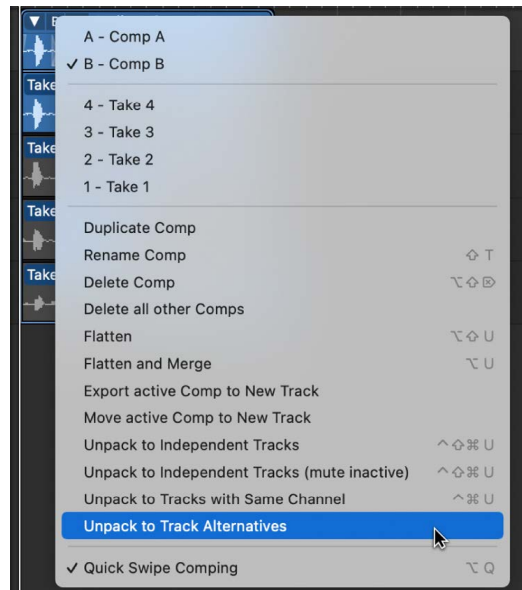 A - Comp A
✓ B - Comp B
Take
4 - Take 4
3 - Take 3
Take
2 - Take 2
1 - Take 1
Take
Duplicate Comp
Rename Comp ⇧ T
Take
Delete Comp ⌥ ⇧ ⌦
Delete all other Comps
Flatten ⌥ ⇧ U
Flatten and Merge ⌥ U
Export active Comp to New Track
Move active Comp to New Track
Unpack to Independent Tracks ^ ⇧ ⌘ U
Unpack to Independent Tracks (mute inactive) ^ ⇧ ⌘ U
Unpack to Tracks with Same Channel ^ ⌘ U
Unpack to Track Alternatives
✓ Quick Swipe Comping ⌥ Q